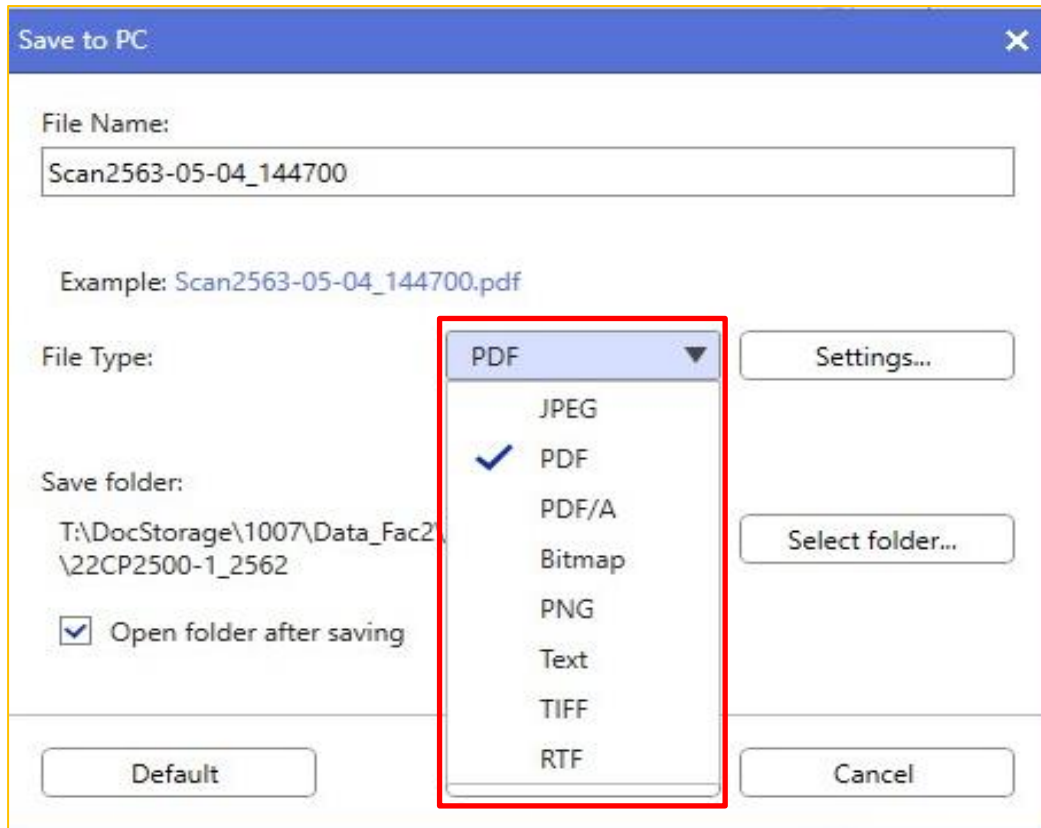 Save to PC
File Name:
Scan2563-05-04_144700
Example: Scan2563-05-04_144700.pdf
File Type:
PDF
Settings...
JPEG
PDF
PDF/A
Bitmap
PNG
Text
TIFF
RTF
Save folder:
T:\DocStorage\1007\Data_Fac2\
\22CP2500-1_2562
Select folder...
Open folder after saving
Default
Cancel